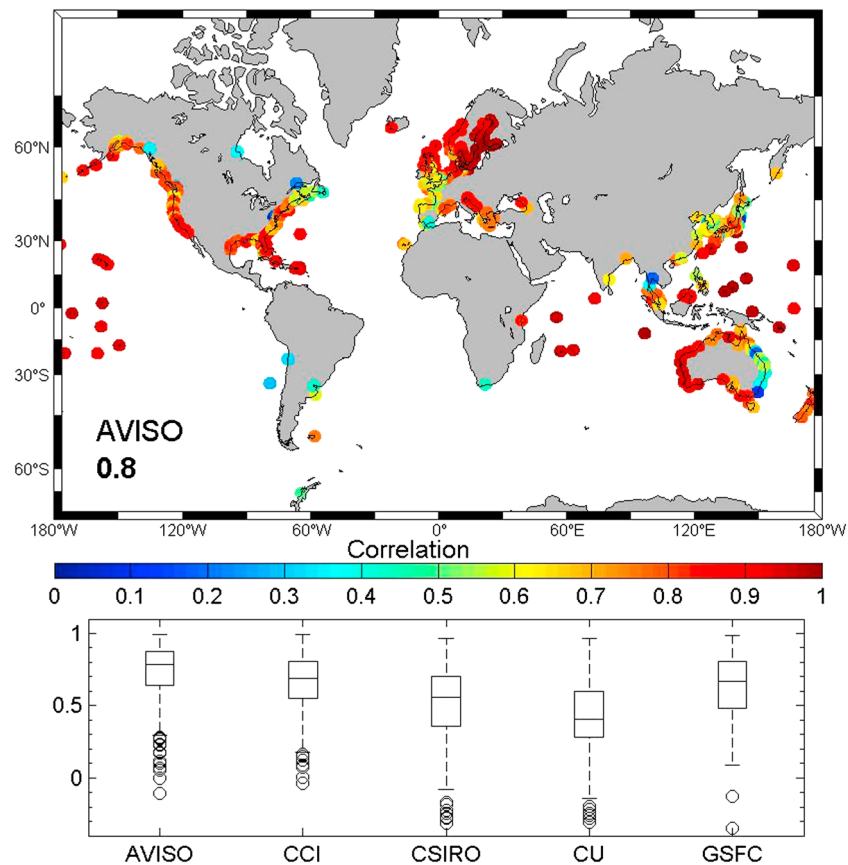 60°N
30°N
0°
30°S
60°S
AVISO
0.8
180°W 120°W 60°W 0°E 60°E 120°E 180°W
Correlation
0 0.1 0.2 0.3 0.4 0.5 0.6 0.7 0.8 0.9 1
1
0.5
0
AVISO CCI CSIRO CU GSFC